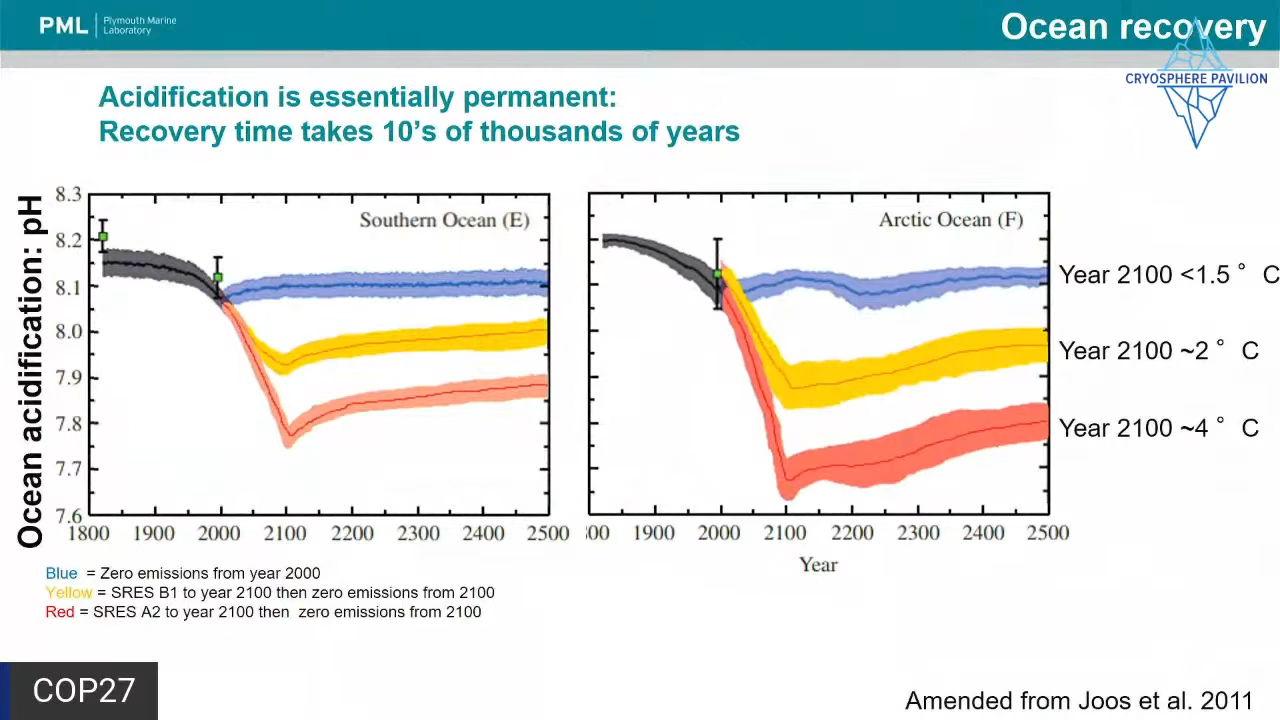 PML | Plymouth Marine
Laboratory
Ocean recovery
CRYOSPHERE PAVILION
Acidification is essentially permanent:
Recovery time takes 10’s of thousands of years
Ocean acidification: pH
8.3
8.2
8.1
8.0
7.9
7.8
7.7
7.6
Southern Ocean (E)
1800 1900 2000 2100 2200 2300 2400 2500
Arctic Ocean (F)
00 1900 2000 2100 2200 2300 2400 2500
Year
Year 2100 <1.5 ° C
Year 2100 ~2 ° C
Year 2100 ~4 ° C
Blue = Zero emissions from year 2000
Yellow = SRES B1 to year 2100 then zero emissions from 2100
Red = SRES A2 to year 2100 then zero emissions from 2100
COP27
Amended from Joos et al. 2011